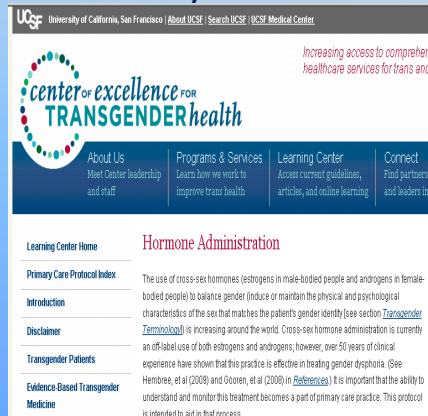 UCSF University of California, San Francisco | About UCSF | Search UCSF | UCSF Medical Center
Increasing access to comprehen
healthcare services for trans and
center OF excellence FOR
TRANSGENDER health
About Us
Meet Center leadership
and staff
Programs & Services
Learn how we work to
improve trans health
Learning Center
Access current guidelines,
articles, and online learning
Connect
Find partners
and leaders in
Learning Center Home
Primary Care Protocol Index
Introduction
Disclaimer
Transgender Patients
Evidence-Based Transgender
Medicine
Hormone Administration
The use of cross-sex hormones (estrogens in male-bodied people and androgens in female-
bodied people) to balance gender (induce or maintain the physical and psychological
characteristics of the sex that matches the patient's gender identity [see section Transgender
Terminology]) is increasing around the world. Cross-sex hormone administration is currently
an off-label use of both estrogens and androgens; however, over 50 years of clinical
experience have shown that this practice is effective in treating gender dysphoria. (See
Hembree, et al (2009) and Gooren, et al (2008) in References.) It is important that the ability to
understand and monitor this treatment becomes a part of primary care practice. This protocol
is intended to aid in that process.